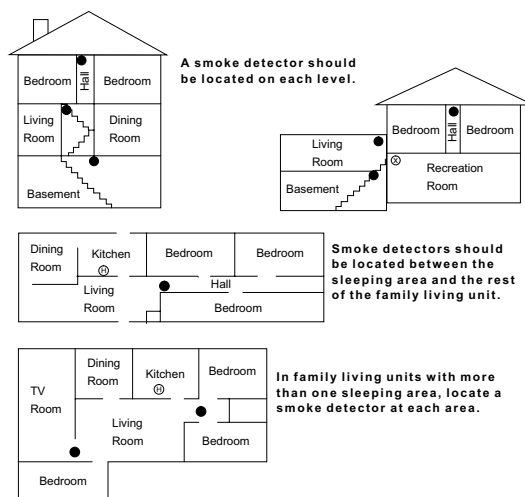 A smoke detector should
be located on each level.
Bedroom
Hall
Bedroom
Living
Room
Dining
Room
Basement
Bedroom
Hall
Bedroom
Living
Room
X
Recreation
Room
Basement
Dining
Room
Kitchen
H
Bedroom
Bedroom
Living
Room
Hall
Bedroom
Smoke detectors should
be located between the
sleeping area and the rest
of the family living unit.
TV
Room
Dining
Room
Kitchen
H
Bedroom
Living
Room
Bedroom
Bedroom
In family living units with more
than one sleeping area, locate a
smoke detector at each area.